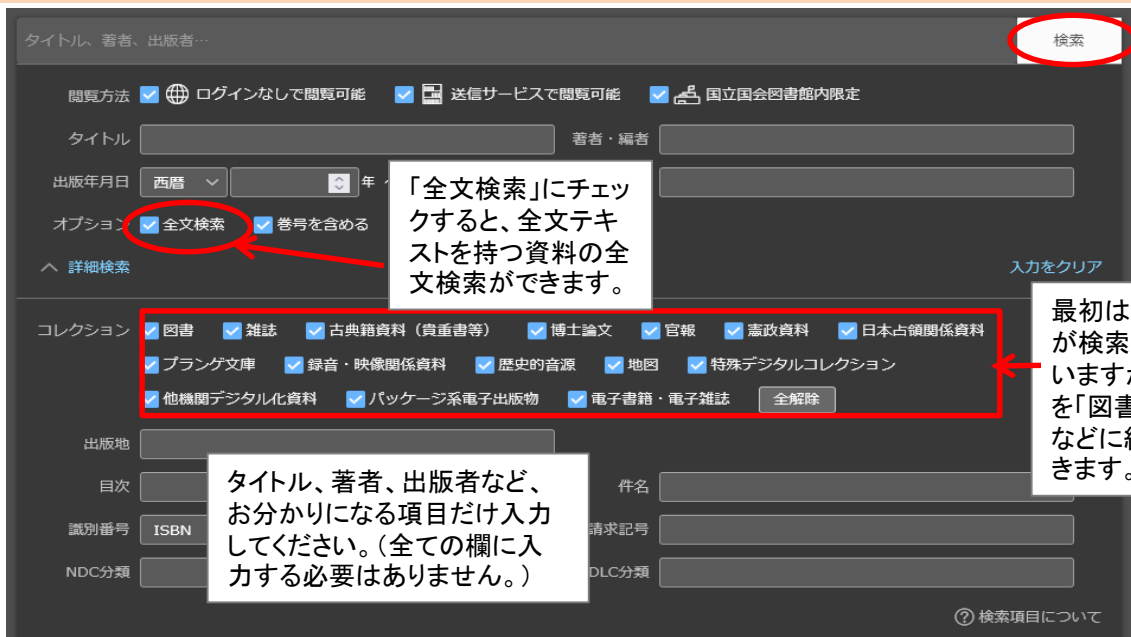 タイトル、著者、出版者… 検索
閲覧方法 ログインなしで閲覧可能 送信サービスで閲覧可能 国立国会図書館内限定
タイトル 著者・編者
出版年月日 西暦 年
「全文検索」にチェッ
クすると、全文テキ
ストを持つ資料の全
文検索ができます。
オプション 全文検索 巻号を含める
詳細検索 入力をクリア
コレクション 図書 雑誌 古典籍資料（貴重書等） 博士論文 官報 憲政資料 日本占領関係資料
プランゲ文庫 録音・映像関係資料 歴史的音源 地図 特殊デジタルコレクション
他機関デジタル化資料 パッケージ系電子出版物 電子書籍・電子雑誌 全解除
最初は
が検索
います
を「図書
などに
きます。
出版地
目次 件名
識別番号 ISBN 請求記号
NDC分類 DLC分類
タイトル、著者、出版者など、
お分かりになる項目だけ入力
してください。（全ての欄に入
力する必要はありません。）
検索項目について